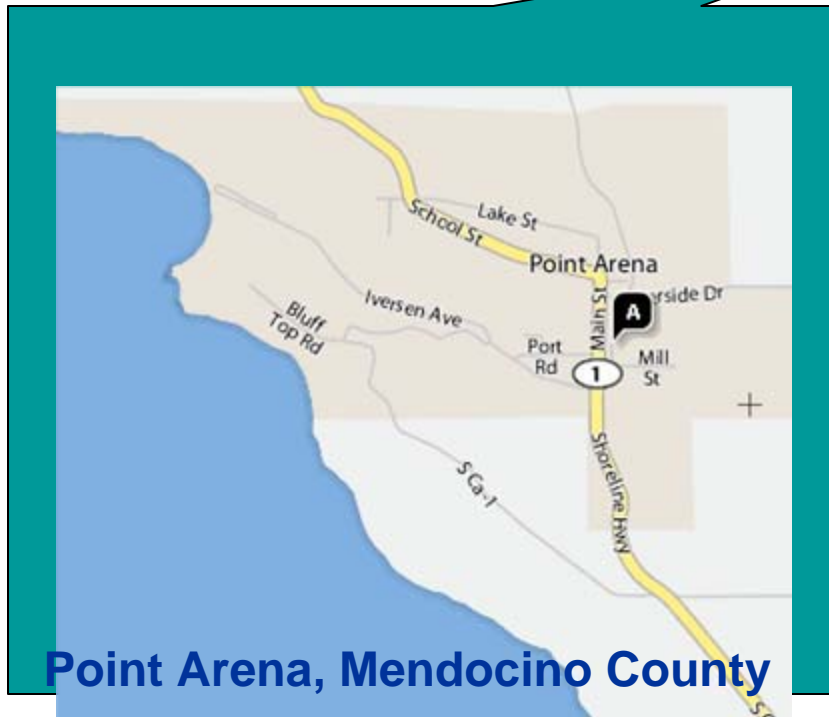 Lake St
School St
Point Arena
erside Dr
A
Main St
Iversen Ave
Bluff
Top Rd
Port
Rd
Mill
St
1
Shoreline Hwy
S Ca-1
Point Arena, Mendocino County